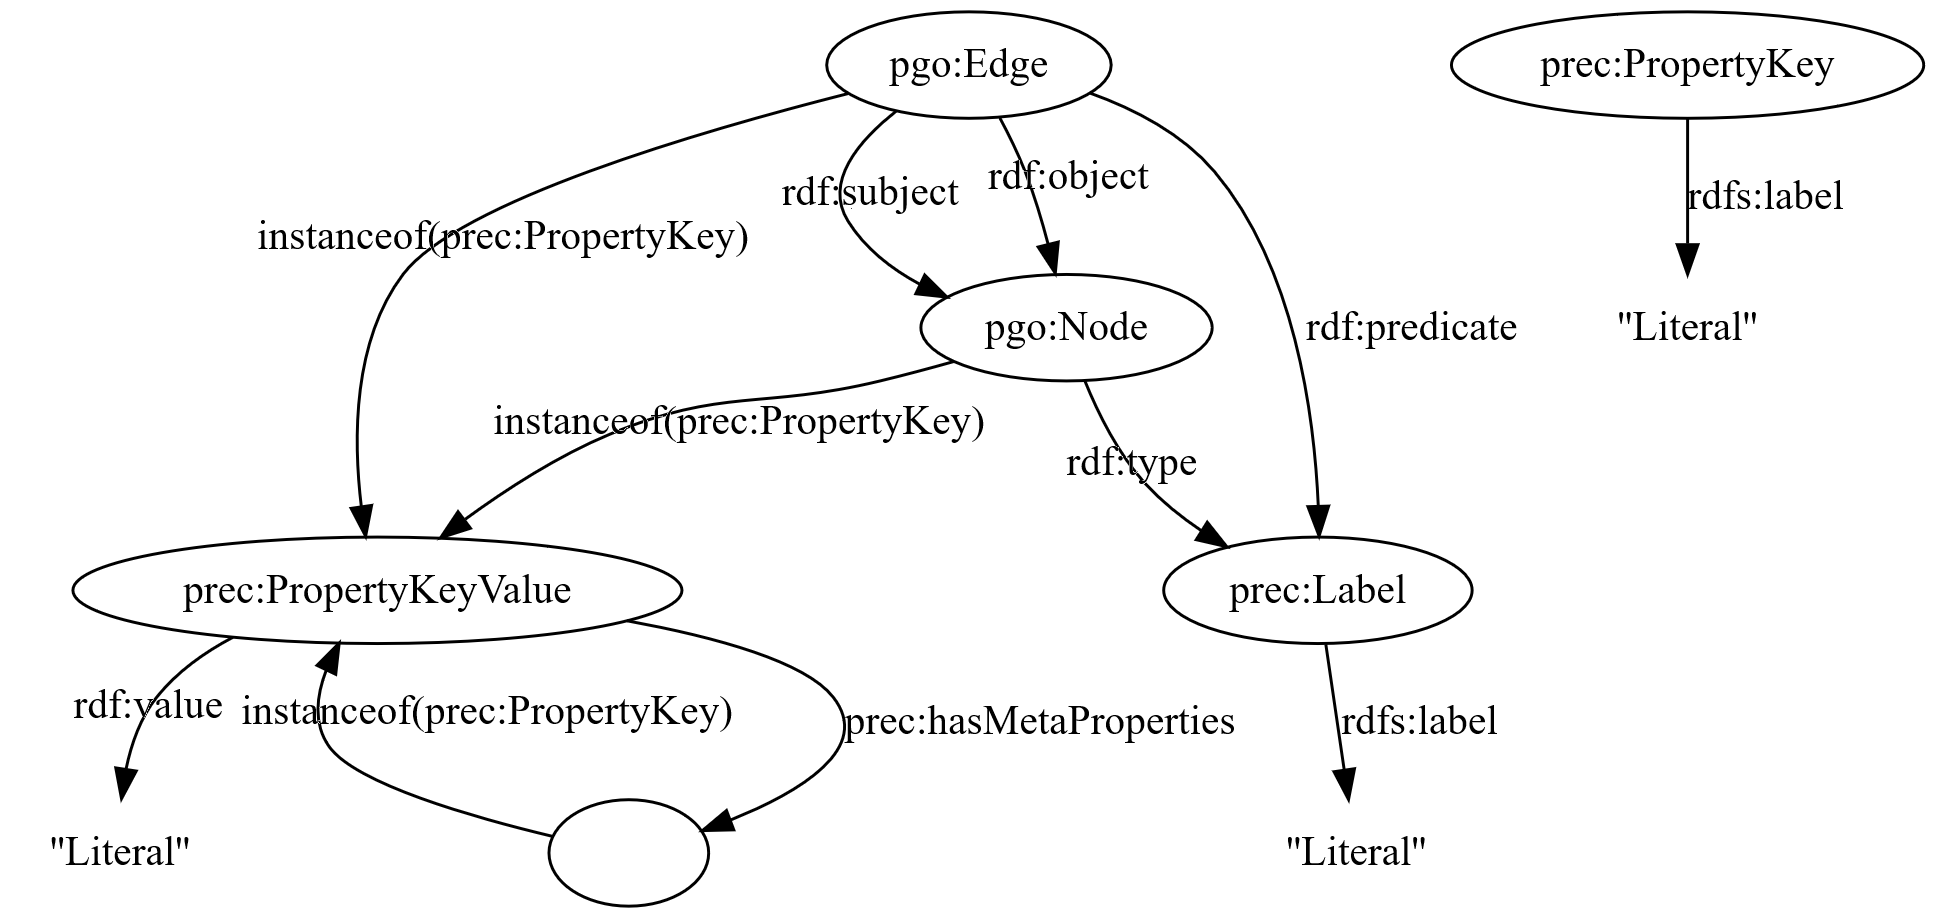 pgo:Edge
prec:PropertyKey
rdf:subject
rdf:object
rdfs:label
instanceof(prec:PropertyKey)
pgo:Node
rdf:predicate
"Literal"
instanceof(prec:PropertyKey)
rdf:type
prec:PropertyKeyValue
prec:Label
rdf:value
instanceof(prec:PropertyKey)
prec:hasMetaProperties
rdfs:label
"Literal"
"Literal"